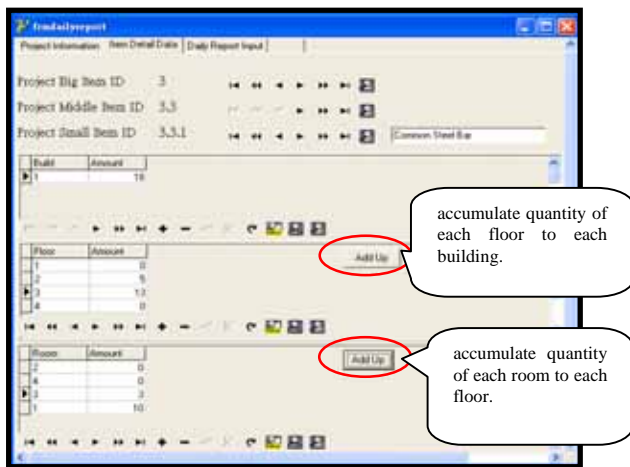 frmdailyreport
Project Information Item Detail Data Daily Report Input
Project Big Item ID 3
Project Middle Item ID 3.3
Project Small Item ID 3.3.1 Common Steel Bar
Build Amount
1 18
accumulate quantity of
each floor to each
building.
Floor Amount Add Up
1 0
2 5
3 13
4 0
Room Amount Add Up
2 0
4 0
3 3
1 10
accumulate quantity
of each room to each
floor.